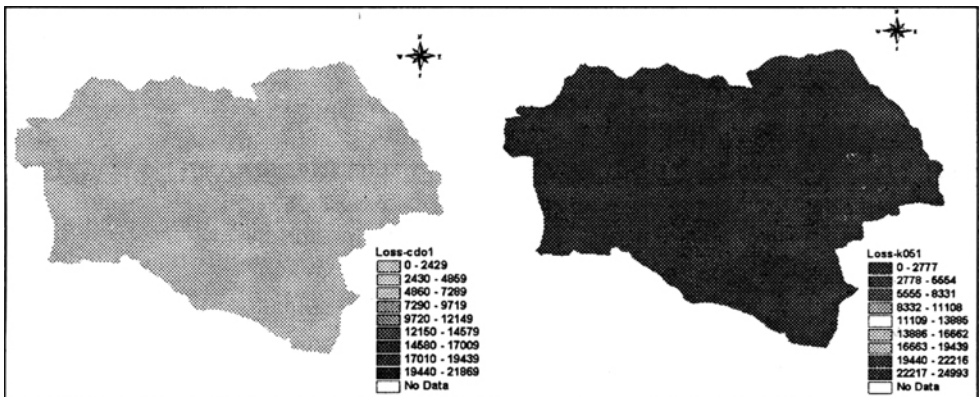 Loss-cdo1
0 - 2429
2430 - 4859
4860 - 7289
7290 - 9719
9720 - 12149
12150 - 14579
14580 - 17009
17010 - 19439
19440 - 21869
No Data
Loss-k051
0 - 2777
2778 - 5554
5555 - 8331
8332 - 11108
11109 - 13885
13886 - 16662
16663 - 19439
19440 - 22216
22217 - 24993
No Data